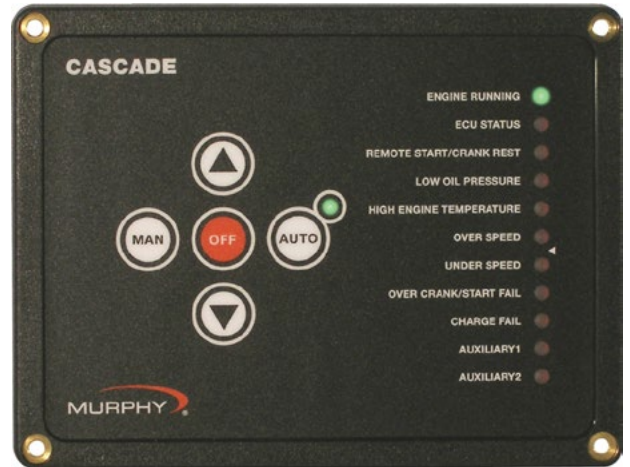 CASCADE
MAN
OFF
AUTO
MURPHY
ENGINE RUNNING
ECU STATUS
REMOTE START/CRANK REST
LOW OIL PRESSURE
HIGH ENGINE TEMPERATURE
OVER SPEED
UNDER SPEED
OVER CRANK/START FAIL
CHARGE FAIL
AUXILIARY1
AUXILIARY2